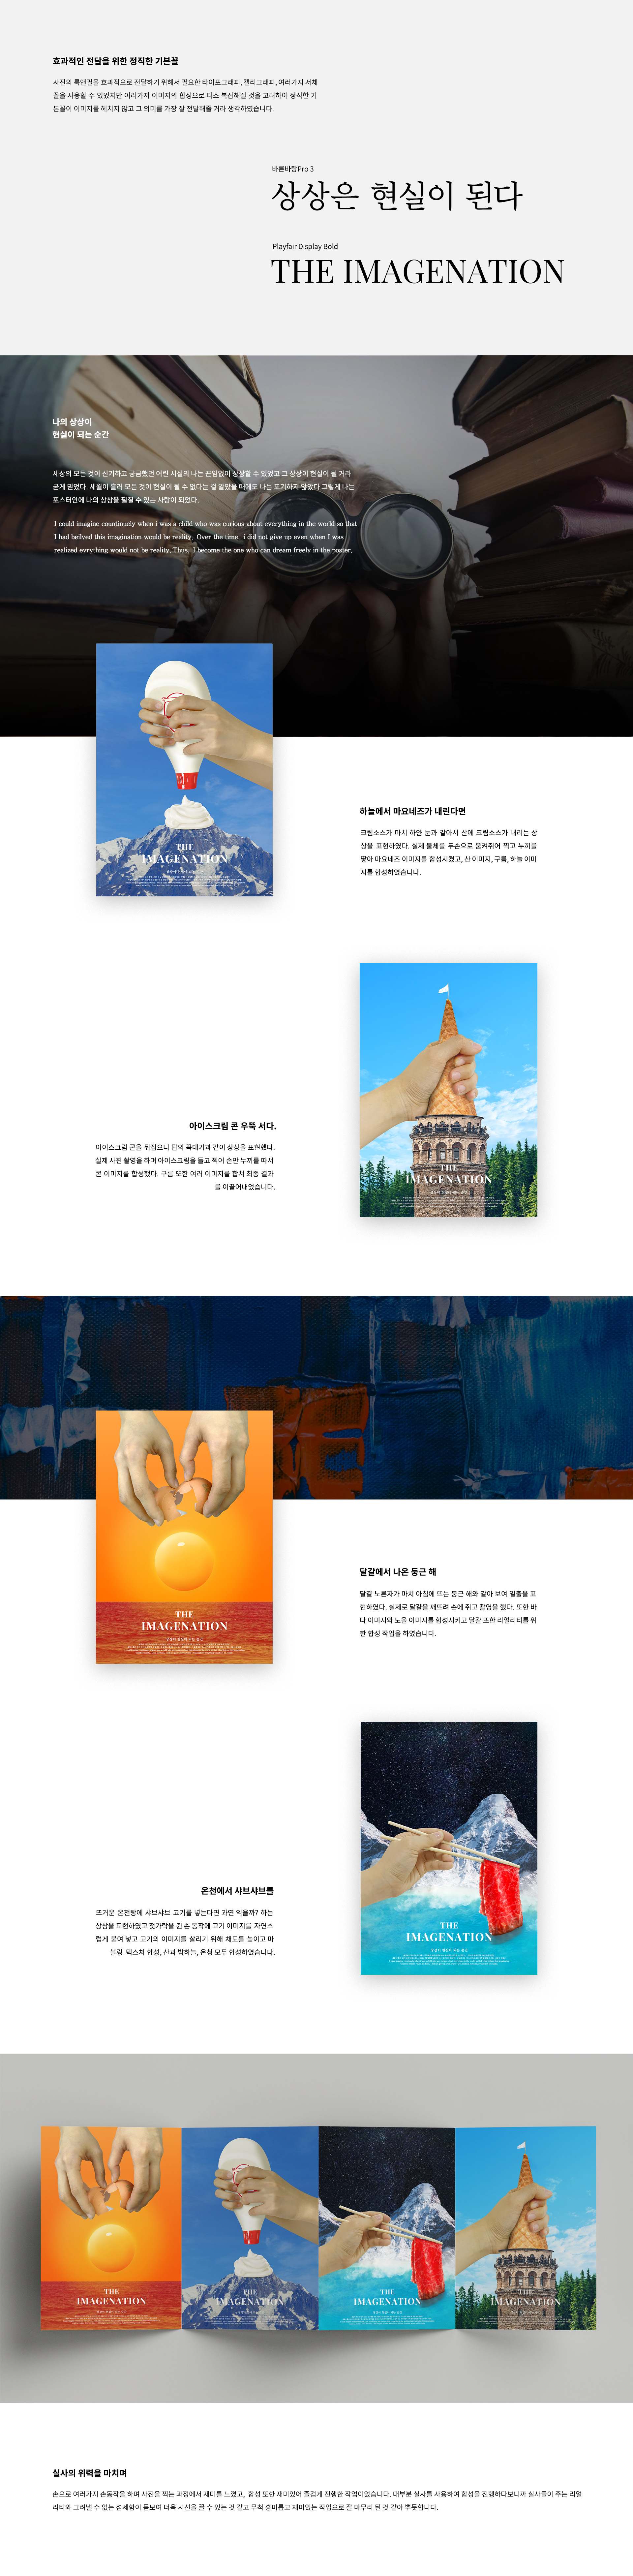 효과적인 전달을 위한 정직한 기본꼴
사진의 룩앤필을 효과적으로 전달하기 위해서 필요한 타이포그래피, 캘리그래피, 여러가지 서체
꼴을 사용할 수 있었지만 여러가지 이미지의 합성으로 다소 복잡해질 것을 고려하여 정직한 기
본꼴이 이미지를 헤치지 않고 그 의미를 가장 잘 전달해줄 거라 생각하였습니다.
바른바탕Pro 3
상상은 현실이 된다
Playfair Display Bold
THE IMAGENATION
나의 상상이
현실이 되는 순간
세상의 모든 것이 신기하고 궁금했던 어린 시절의 나는 끈임없이 상상할 수 있었고 그 상상이 현실이 될 거라
굳게 믿었다. 세월이 흘러 모든 것이 현실이 될 수 없다는 걸 알았을 때에도 나는 포기하지 않았다 그렇게 나는
포스터안에 나의 상상을 펼칠 수 있는 사람이 되었다.
I could imagine countinuely when i was a child who was curious about everything in the world so that
I had beilved this imagination would be reality. Over the time, i did not give up even when I was
realized evrything would not be reality. Thus, I become the one who can dream freely in the poster.
THE
IMAGENATION
하늘에서 마요네즈가 내린다면
크림소스가 마치 하얀 눈과 같아서 산에 크림소스가 내리는 상
상을 표현하였다. 실제 물체를 두손으로 움켜쥐어 찍고 누끼를
땋아 마요네즈 이미지를 합성시켰고, 산 이미지, 구름, 하늘 이미
지를 합성하였습니다.
THE
IMAGENATION
아이스크림 콘 우뚝 서다.
아이스크림 콘을 뒤집으니 탑의 꼭대기과 같이 상상을 표현했다.
실제 사진 촬영을 하며 아이스크림을 들고 찍어 손만 누끼를 따서
콘 이미지를 합성했다. 구름 또한 여러 이미지를 합쳐 최종 결과
를 이끌어내었습니다.
THE
IMAGENATION
달걀에서 나온 둥근 해
달걀 노른자가 마치 아침에 뜨는 둥근 해와 같아 보여 일출을 표
현하였다. 실제로 달걀을 깨뜨려 손에 쥐고 촬영을 했다. 또한 바
다 이미지와 노을 이미지를 합성시키고 달걀 또한 리얼리티를 위
한 합성 작업을 하였습니다.
THE
IMAGENATION
온천에서 샤브샤브를
뜨거운 온천탕에 샤브샤브 고기를 넣는다면 과연 익을까? 하는
상상을 표현하였고 젓가락을 쥔 손 동작에 고기 이미지를 자연스
럽게 붙여 넣고 고기의 이미지를 살리기 위해 채도를 높이고 마
블링 텍스처 합성, 산과 밤하늘, 온청 모두 합성하였습니다.
THE
IMAGENATION
THE
IMAGENATION
THE
IMAGENATION
THE
IMAGENATION
실사의 위력을 마치며
손으로 여러가지 손동작을 하며 사진을 찍는 과정에서 재미를 느꼈고, 합성 또한 재미있어 즐겁게 진행한 작업이었습니다. 대부분 실사를 사용하여 합성을 진행하다보니까 실사들이 주는 리얼
리티와 그려낼 수 없는 섬세함이 돋보여 더욱 시선을 끌 수 있는 것 같고 무척 흥미롭고 재미있는 작업으로 잘 마무리 된 것 같아 뿌듯합니다.